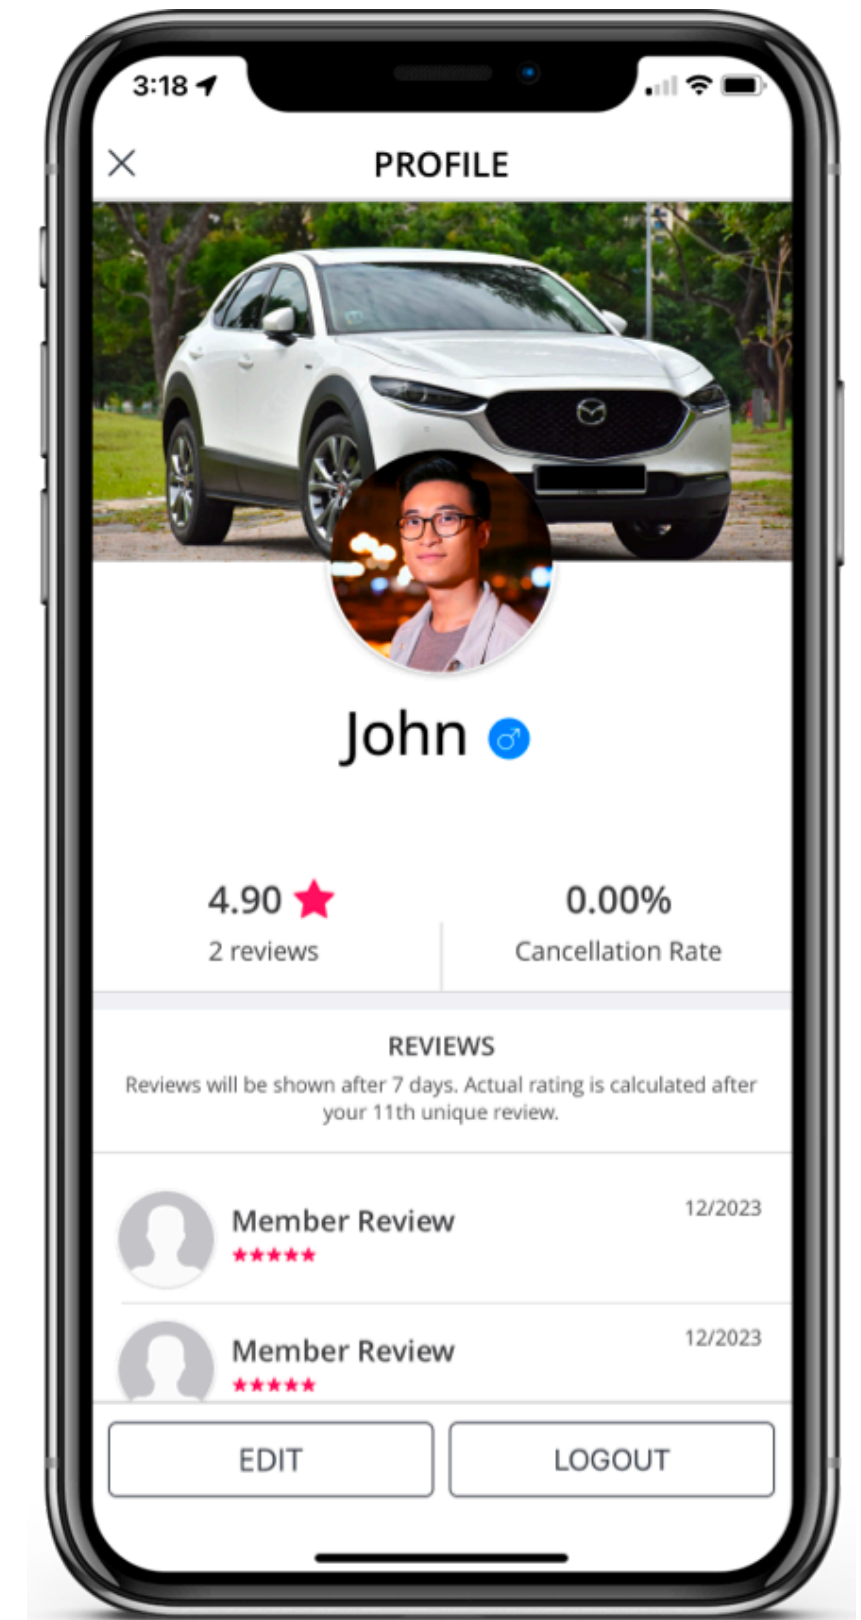 3:18
PROFILE
John
4.90
0.00%
2 reviews
Cancellation Rate
REVIEWS
Reviews will be shown after 7 days. Actual rating is calculated after
your 11th unique review.
Member Review
12/2023
Member Review
12/2023
EDIT
LOGOUT